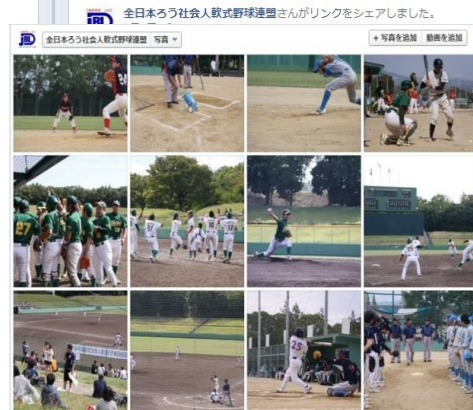 全日本ろう社会人軟式野球連盟さんがリンクをシェアしました。
JBD 全日本ろう社会人軟式野球連盟 写真
+ 写真を追加 動画を追加
24
27
25